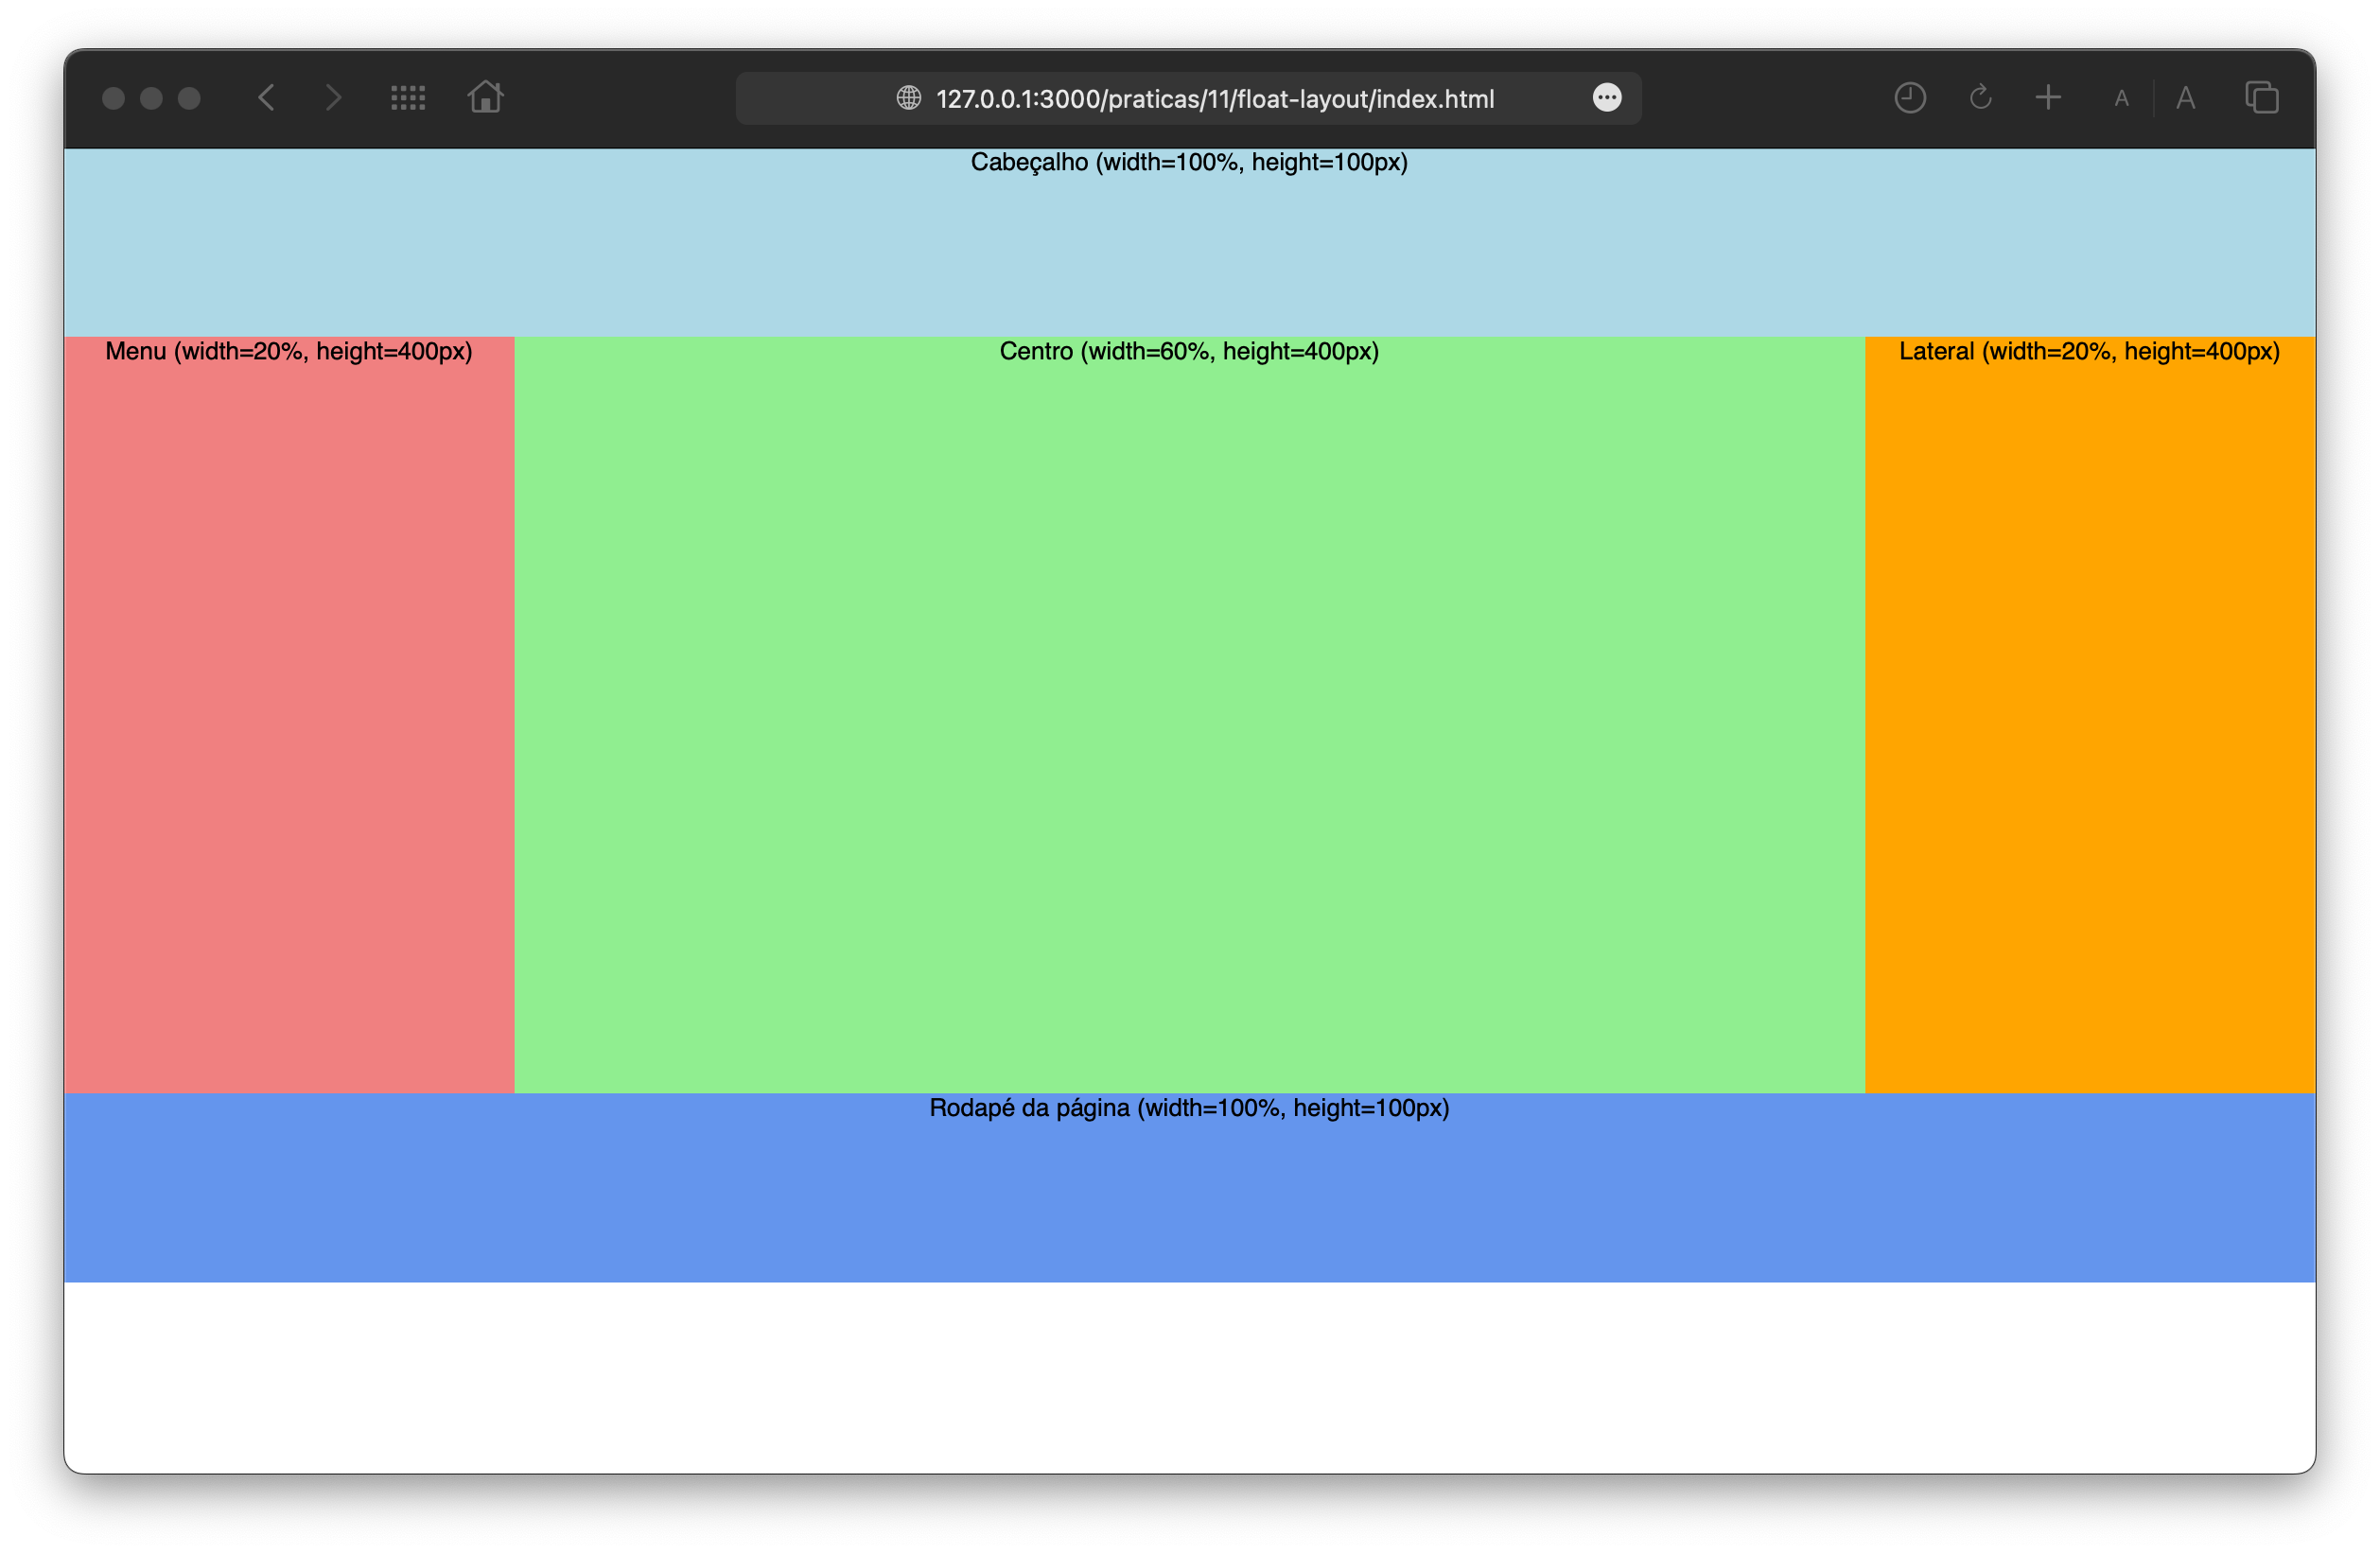 127.0.0.1:3000/praticas/11/float-layout/index.html
A A
Cabeçalho (width=100%, height=100px)
Menu (width=20%, height=400px)
Centro (width=60%, height=400px)
Lateral (width=20%, height=400px)
Rodapé da página (width=100%, height=100px)